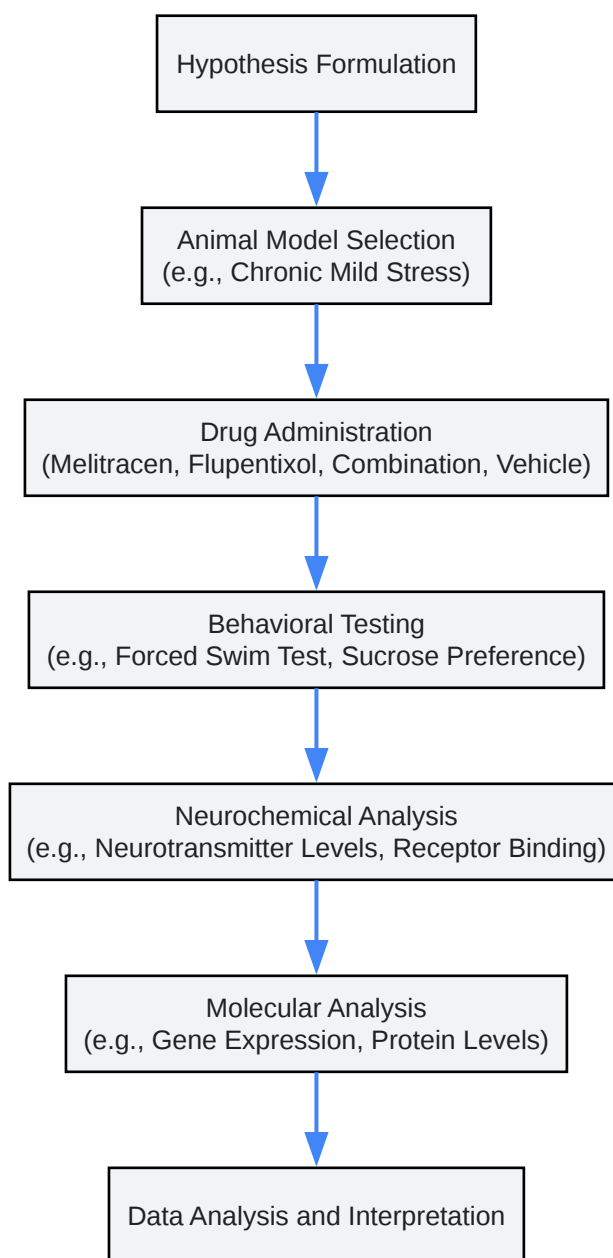 Hypothesis Formulation
Animal Model Selection
(e.g., Chronic Mild Stress)
Drug Administration
(Melitracen, Flupentixol, Combination, Vehicle)
Behavioral Testing
(e.g., Forced Swim Test, Sucrose Preference)
Neurochemical Analysis
(e.g., Neurotransmitter Levels, Receptor Binding)
Molecular Analysis
(e.g., Gene Expression, Protein Levels)
Data Analysis and Interpretation